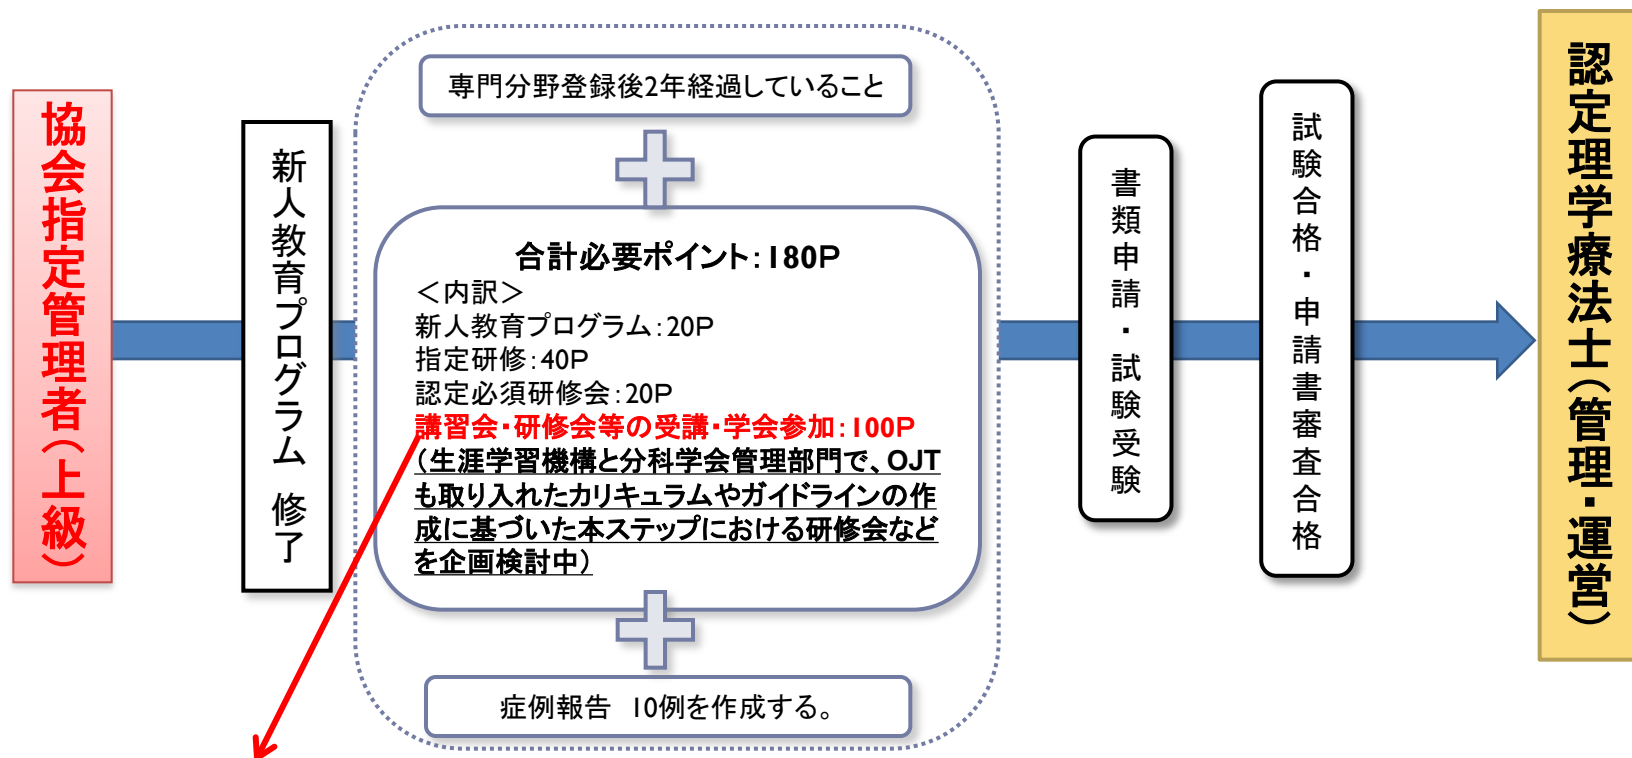 協会指定管理者（上級）
新人教育プログラム 修了
専門分野登録後2年経過していること
合計必要ポイント：180P
＜内訳＞
新人教育プログラム：20P
指定研修：40P
認定必須研修会：20P
講習会・研修会等の受講・学会参加：100P
（生涯学習機構と分科学会管理部門で、OJT
も取り入れたカリキュラムやガイドラインの作
成に基づいた本ステップにおける研修会など
を企画検討中）
症例報告　10例を作成する。
書類申請・試験受験
試験合格・申請書審査合格
認定理学療法士（管理・運営）